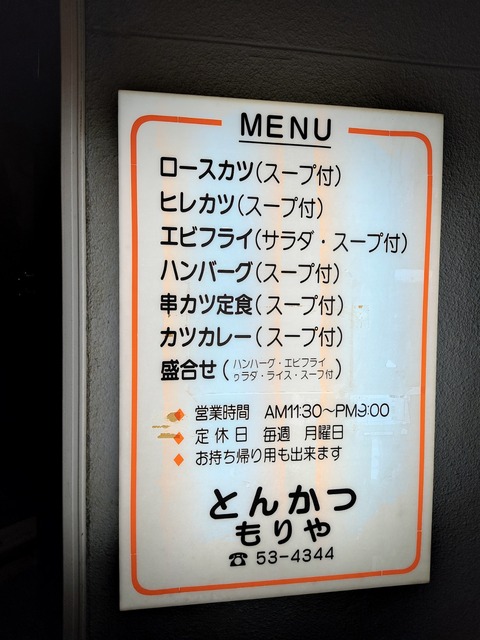 MENU
ロースカツ(スープ付)
ヒレカツ(スープ付)
エビフライ(サラダ・スープ付)
ハンバーグ(スープ付)
串カツ定食(スープ付)
カツカレー(スープ付)
盛合せ(ハンハーグ・エビフライ
ゥラダ・ライス・スーフ付)
営業時間 AM11:30〜PM9:00
定休日 毎週 月曜日
お持ち帰り用も出来ます
とんかつ
もりや
☎ 53-4344